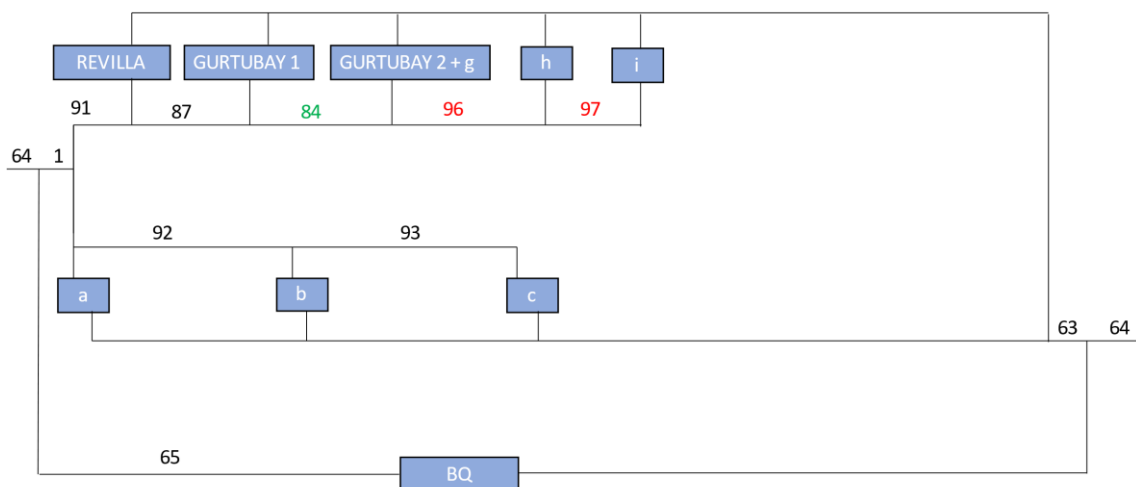 REVILLA GURTUBAY 1 GURTUBAY 2 + g h i
91 87 84 96 97
64 1
92 93
a b c
63 64
65
BQ